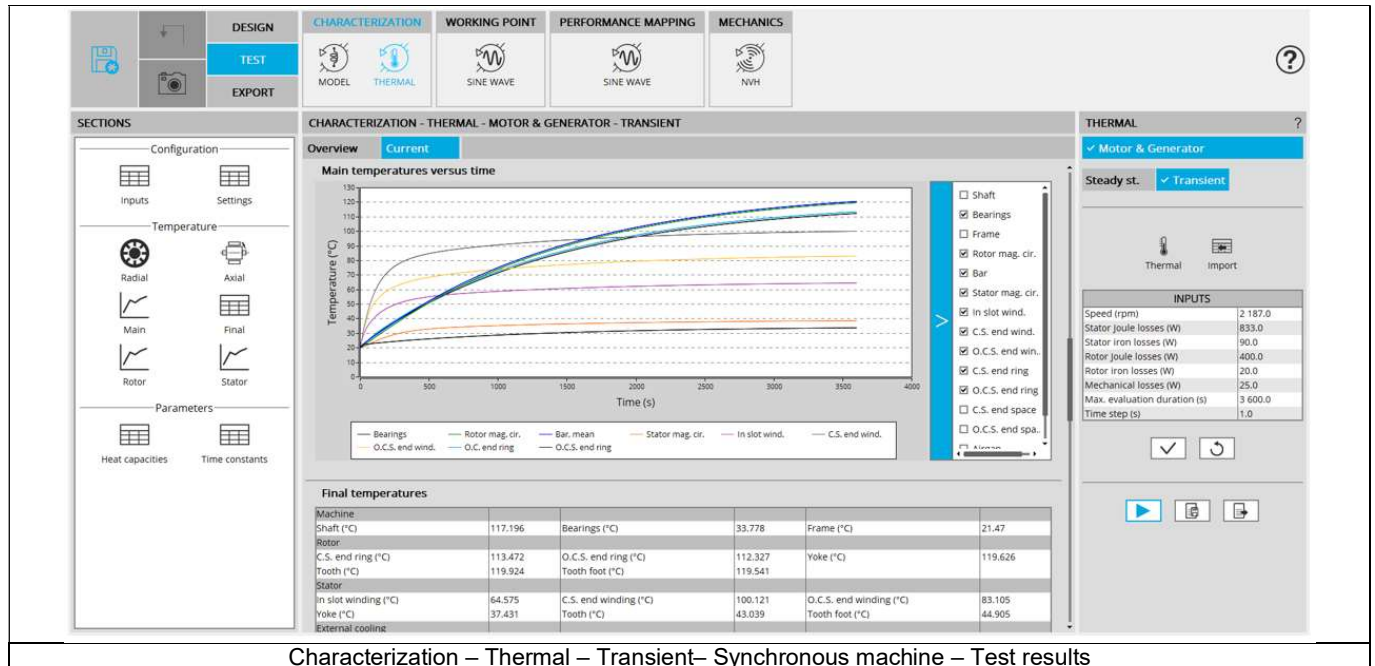 DESIGN
TEST
EXPORT
CHARACTERIZATION
MODEL THERMAL
WORKING POINT
SINE WAVE
PERFORMANCE MAPPING
SINE WAVE
MECHANICS
NVH
?
SECTIONS
Configuration
Inputs Settings
Temperature
Radial Axial
Main Final
Rotor Stator
Parameters
Heat capacities Time constants
CHARACTERIZATION - THERMAL - MOTOR & GENERATOR - TRANSIENT
Overview Current
Main temperatures versus time
Temperature (°C)
130
120
110
100
90
80
70
60
50
40
30
20
10
0
0 500 1000 1500 2000 2500 3000 3500 4000
Time (s)
Bearings Rotor mag. cir. Bar. mean Stator mag. cir. In slot wind. C.S. end wind.
O.C.S. end wind. O.C. end ring O.C.S. end ring
>
Shaft
Bearings
Frame
Rotor mag. cir.
Bar
Stator mag. cir.
In slot wind.
C.S. end wind.
O.C.S. end win..
C.S. end ring
O.C.S. end ring
C.S. end space
O.C.S. end spa..
Airgap
Final temperatures
Machine
Shaft (°C) 117.196 Bearings (°C) 33.778 Frame (°C) 21.47
Rotor
C.S. end ring (°C) 113.472 O.C.S. end ring (°C) 112.327 Yoke (°C) 119.626
Tooth (°C) 119.924 Tooth foot (°C) 119.541
Stator
In slot winding (°C) 64.575 C.S. end winding (°C) 100.121 O.C.S. end winding (°C) 83.105
Yoke (°C) 37.431 Tooth (°C) 43.039 Tooth foot (°C) 44.905
External cooling
THERMAL ?
Motor & Generator
Steady st. Transient
Thermal Import
INPUTS
Speed (rpm) 2 187.0
Stator Joule losses (W) 833.0
Stator iron losses (W) 90.0
Rotor Joule losses (W) 400.0
Rotor iron losses (W) 20.0
Mechanical losses (W) 25.0
Max. evaluation duration (s) 3 600.0
Time step (s) 1.0
Characterization – Thermal – Transient– Synchronous machine – Test results